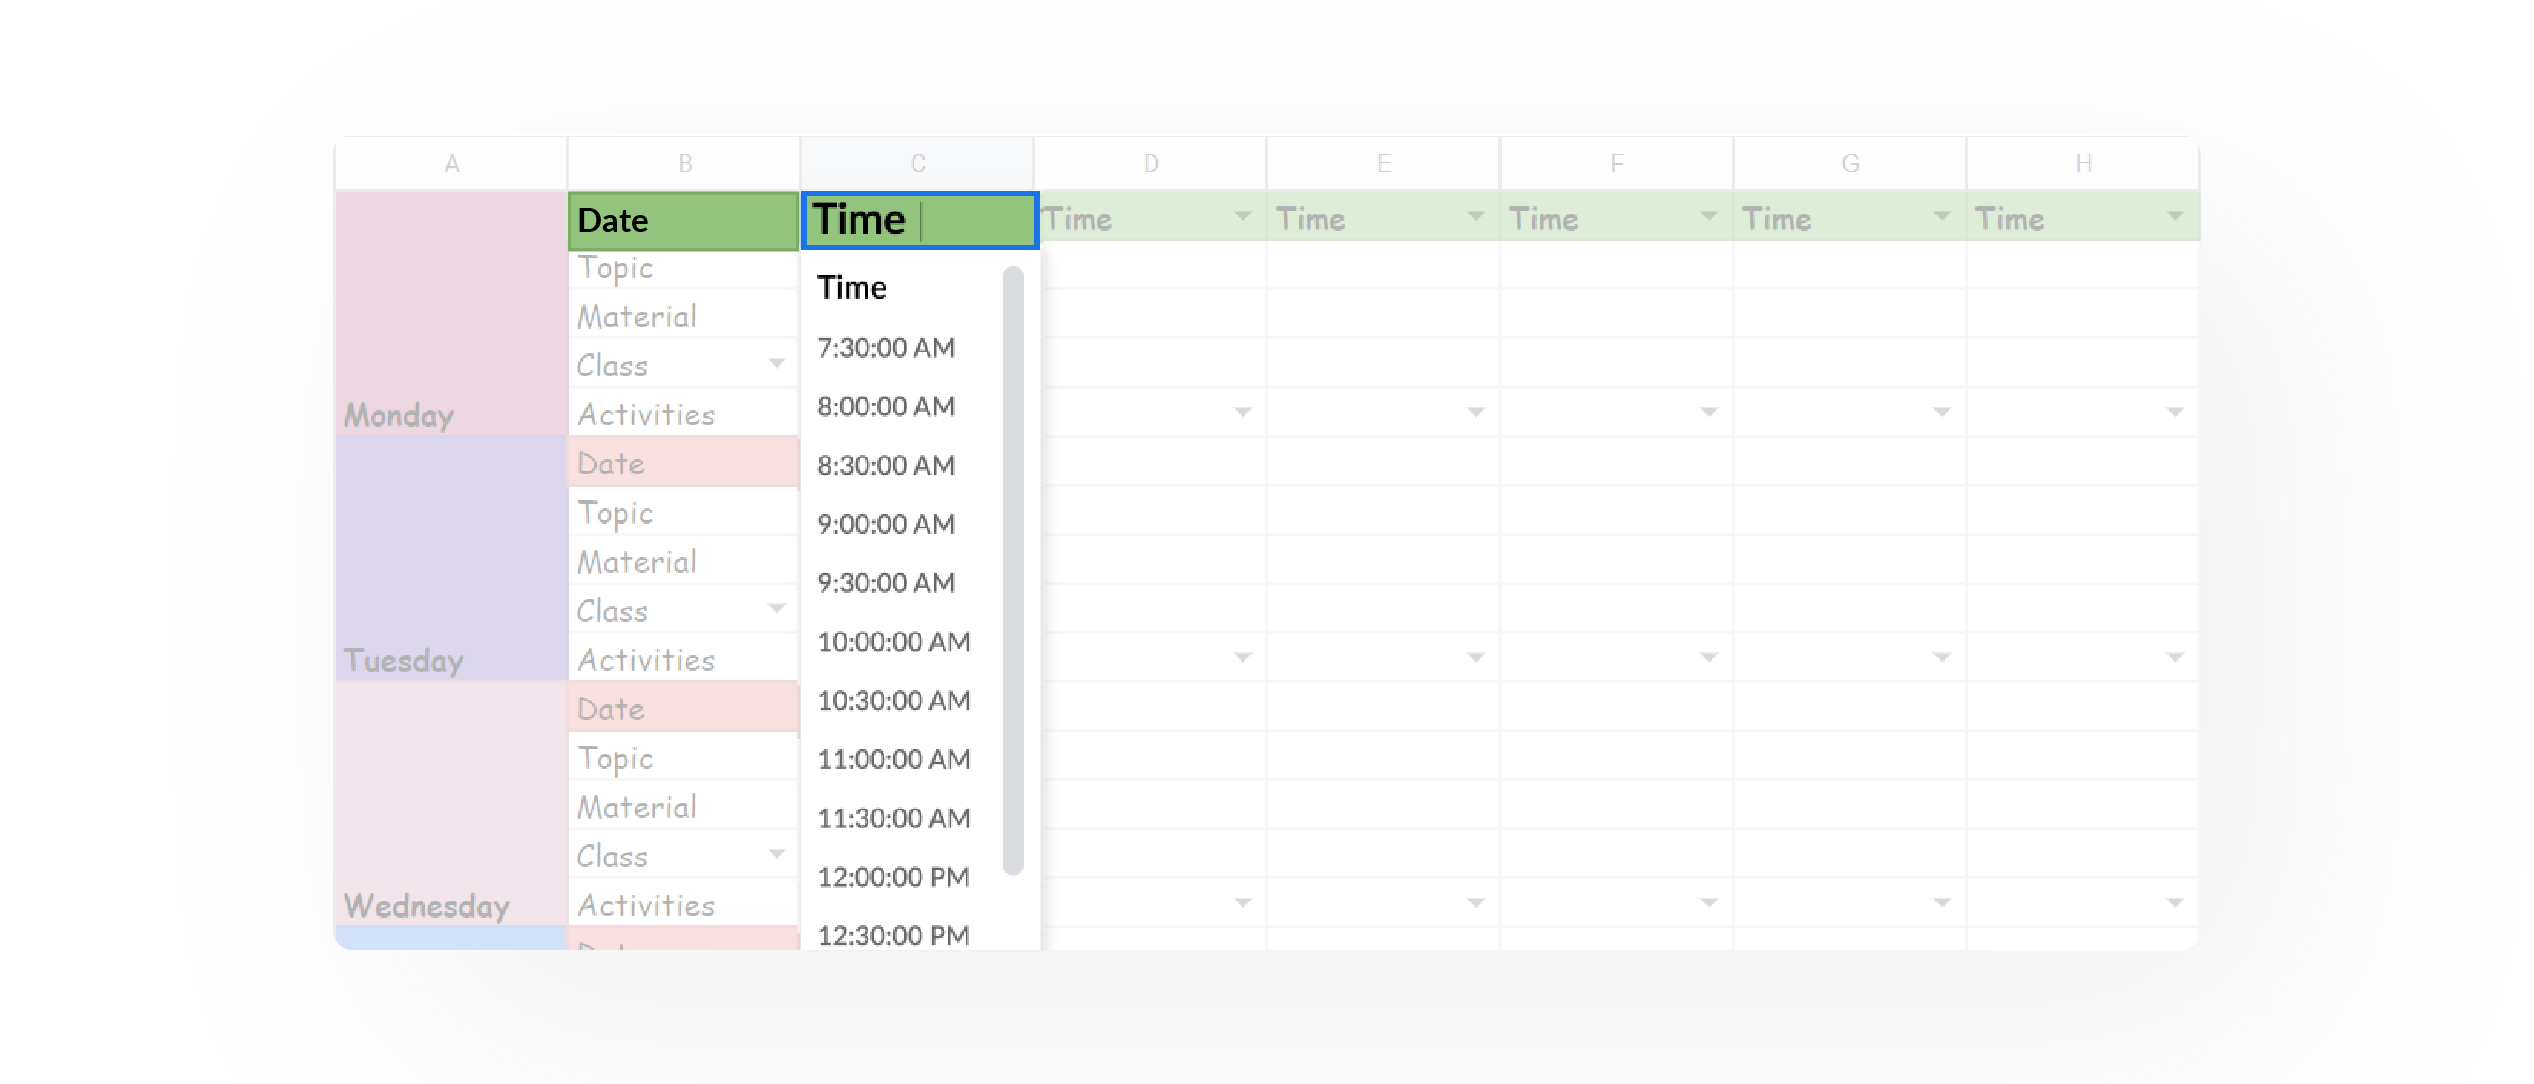 A B C D E F G H
Date Time Time Time Time Time Time
Topic Time
Material 7:30:00 AM
Class 8:00:00 AM
Monday Activities
8:30:00 AM
Date
Topic 9:00:00 AM
Material 9:30:00 AM
Class
10:00:00 AM
Tuesday Activities
Date 10:30:00 AM
Topic 11:00:00 AM
Material 11:30:00 AM
Class
12:00:00 PM
Wednesday Activities
12:30:00 PM